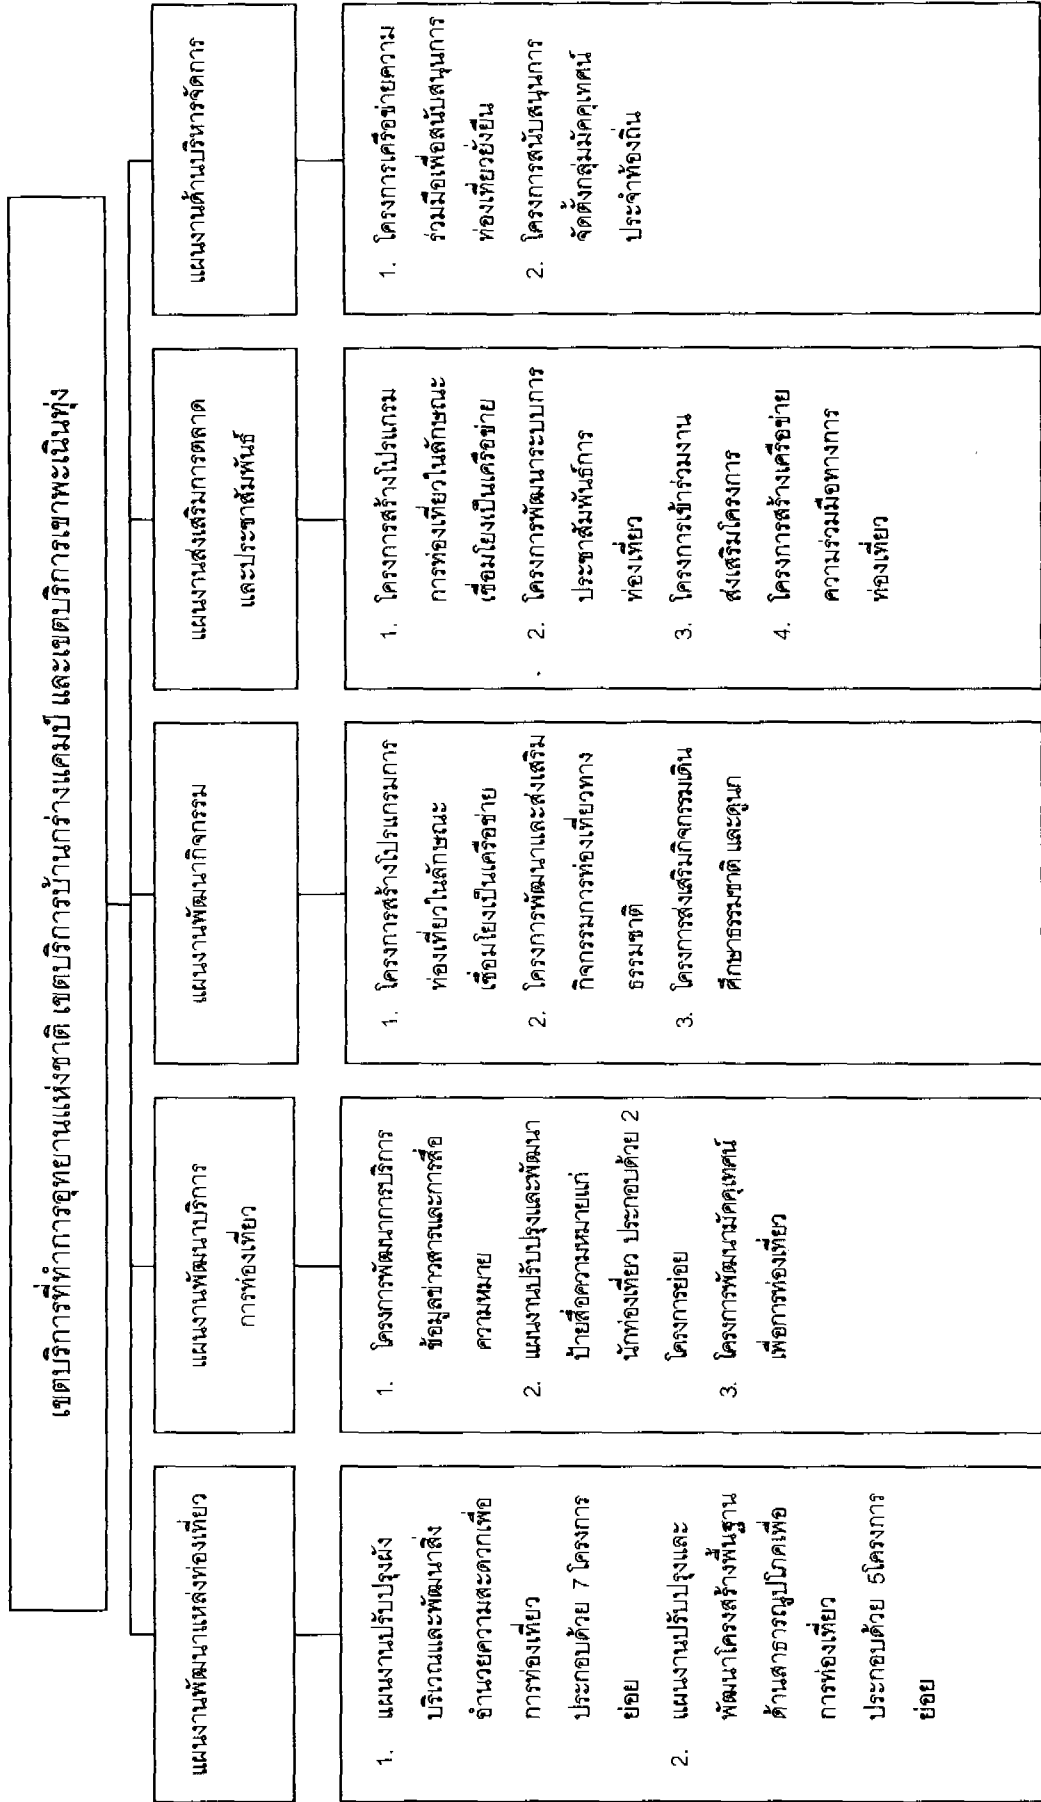 เขตบริการที่ทำการอุทยานแห่งชาติ เขตบริการบ้านกร่างแคมป์ และเขตบริการเขาพะเนินทุ่ง
แผนงานพัฒนาแหล่งท่องเที่ยว
1. แผนงานปรับปรุงผัง
บริเวณและพัฒนาสิ่ง
อำนวยความสะดวกเพื่อ
การท่องเที่ยว
ประกอบด้วย 7 โครงการ
ย่อย
2. แผนงานปรับปรุงและ
พัฒนาโครงสร้างพื้นฐาน
ด้านสาธารณูปโภคเพื่อ
การท่องเที่ยว
ประกอบด้วย 5โครงการ
ย่อย
แผนงานพัฒนาบริการ
การท่องเที่ยว
1. โครงการพัฒนาการบริการ
ข้อมูลข่าวสารและการสื่อ
ความหมาย
2. แผนงานปรับปรุงและพัฒนา
ป้ายสื่อความหมายแก่
นักท่องเที่ยว ประกอบด้วย 2
โครงการย่อย
3. โครงการพัฒนามัคคุเทศน์
เพื่อการท่องเที่ยว
แผนงานพัฒนากิจกรรม
1. โครงการสร้างโปรแกรมการ
ท่องเที่ยวในลักษณะ
เชื่อมโยงเป็นเครือข่าย
2. โครงการพัฒนาและส่งเสริม
กิจกรรมการท่องเที่ยวทาง
ธรรมชาติ
3. โครงการส่งเสริมกิจกรรมเดิน
ศึกษาธรรมชาติ และดูนก
แผนงานส่งเสริมการตลาด
และประชาสัมพันธ์
1. โครงการสร้างโปรแกรม
การท่องเที่ยวในลักษณะ
เชื่อมโยงเป็นเครือข่าย
2. โครงการพัฒนาระบบการ
ประชาสัมพันธ์การ
ท่องเที่ยว
3. โครงการเข้าร่วมงาน
ส่งเสริมโครงการ
4. โครงการสร้างเครือข่าย
ความร่วมมือทางการ
ท่องเที่ยว
แผนงานด้านบริหารจัดการ
1. โครงการเครือข่ายความ
ร่วมมือเพื่อสนับสนุนการ
ท่องเที่ยวยั่งยืน
2. โครงการสนับสนุนการ
จัดตั้งกลุ่มมัคคุเทศน์
ประจำท้องถิ่น